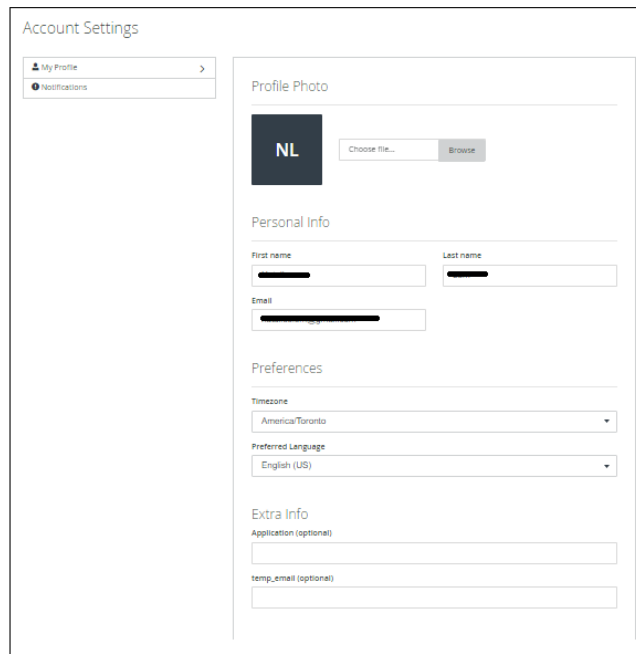 Account Settings
My Profile
Notifications
Profile Photo
NL
Choose file...
Browse
Personal Info
First name
Last name
Email
Preferences
Timezone
America/Toronto
Preferred Language
English (US)
Extra Info
Application (optional)
temp_email (optional)